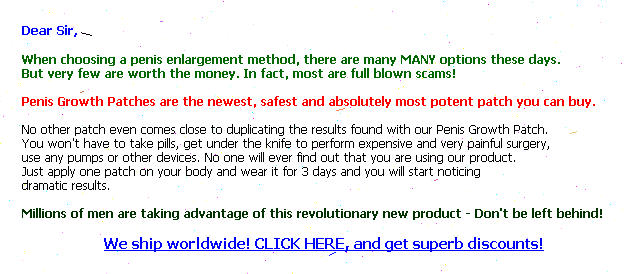 Dear Sir,
When choosing a penis enlargement method, there are many MANY options these days.
But very few are worth the money. In fact, most are full blown scams!
Penis Growth Patches are the newest, safest and absolutely most potent patch you can buy.
No other patch even comes close to duplicating the results found with our Penis Growth Patch.
You won't have to take pills, get under the knife to perform expensive and very painful surgery,
use any pumps or other devices. No one will ever find out that you are using our product.
Just apply one patch on your body and wear it for 3 days and you will start noticing
dramatic results.
Millions of men are taking advantage of this revolutionary new product - Don't be left behind!
We ship worldwide! CLICK HERE, and get superb discounts!